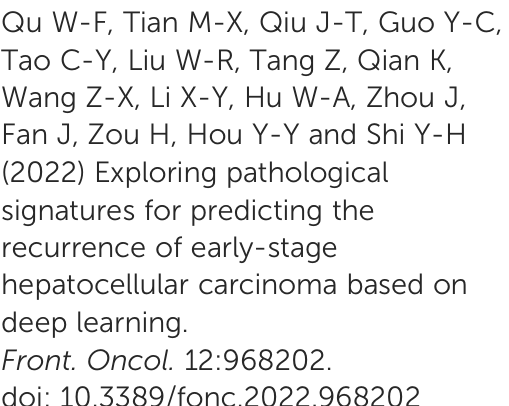 Qu W-F, Tian M-X, Qiu J-T, Guo Y-C,
Tao C-Y, Liu W-R, Tang Z, Qian K,
Wang Z-X, Li X-Y, Hu W-A, Zhou J,
Fan J, Zou H, Hou Y-Y and Shi Y-H
(2022) Exploring pathological
signatures for predicting the
recurrence of early-stage
hepatocellular carcinoma based on
deep learning.
Front. Oncol. 12:968202.
doi: 10.3389/fonc.2022.968202